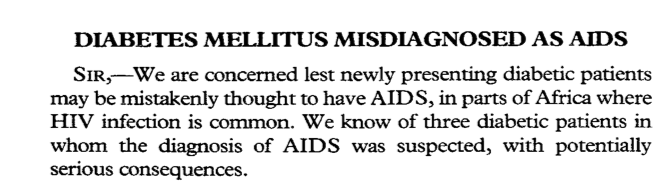 DIABETES MELLITUS MISDIAGNOSED AS AIDS
SIR,—We are concerned lest newly presenting diabetic patients
may be mistakenly thought to have AIDS, in parts of Africa where
HIV infection is common. We know of three diabetic patients in
whom the diagnosis of AIDS was suspected, with potentially
serious consequences.